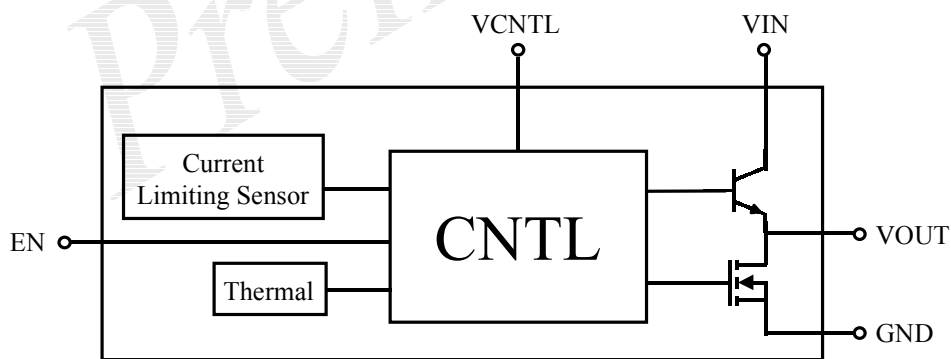 VCNTL
VIN
Current
Limiting Sensor
EN
CNTL
VOUT
Thermal
GND